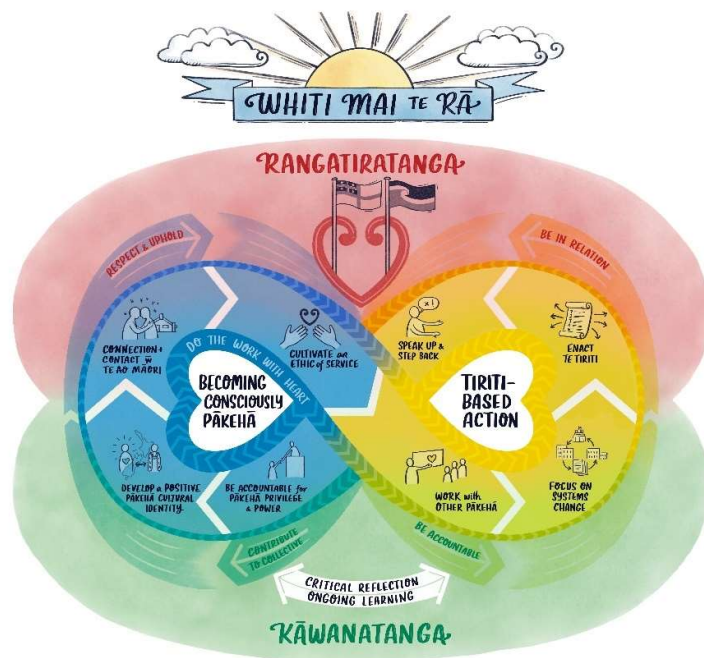 WHITI MAI TE RĀ
RANGATIRATANGA
RESPECT & UPHOLD
BE IN RELATION
CONNECTION +
CONTACT w̄
TE AO MĀORI
CULTIVATE an
ETHIC of SERVICE
DO THE WORK WITH HEART
BECOMING
CONSCIOUSLY
PĀKEHĀ
DEVELOP a POSITIVE
PĀKEHĀ CULTURAL
IDENTITY
BE ACCOUNTABLE for
PĀKEHĀ PRIVILEGE
& POWER
x!
SPEAK UP &
STEP BACK
ENACT
TE TIRITI
TIRITI-
BASED
ACTION
WORK with
OTHER PĀKEHĀ
FOCUS ON
SYSTEMS
CHANGE
CONTRIBUTE
TO COLLECTIVE
BE ACCOUNTABLE
CRITICAL REFLECTION
ONGOING LEARNING
KĀWANATANGA